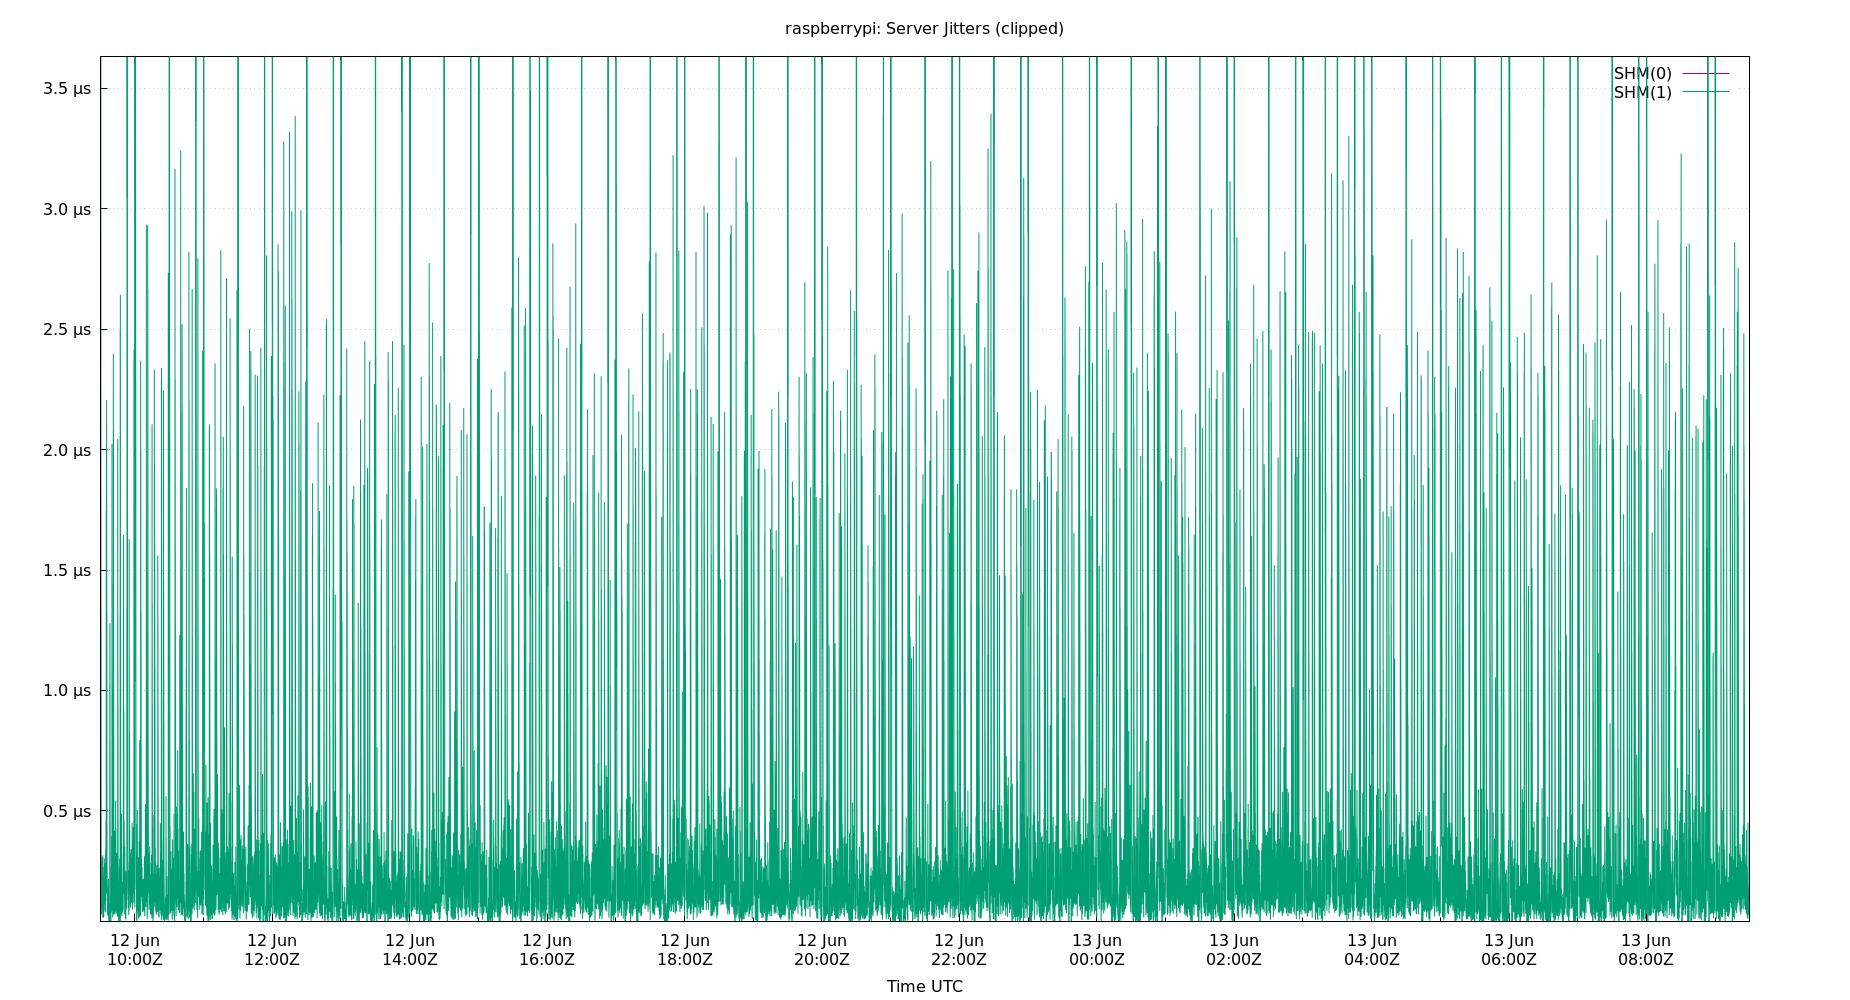 raspberrypi: Server Jitters (clipped)
SHM(0)
SHM(1)
3.5 µs
3.0 µs
2.5 µs
2.0 µs
1.5 µs
1.0 µs
0.5 µs
12 Jun 12 Jun 12 Jun 12 Jun 12 Jun 12 Jun 12 Jun 13 Jun 13 Jun 13 Jun 13 Jun 13 Jun
10:00Z 12:00Z 14:00Z 16:00Z 18:00Z 20:00Z 22:00Z 00:00Z 02:00Z 04:00Z 06:00Z 08:00Z
Time UTC